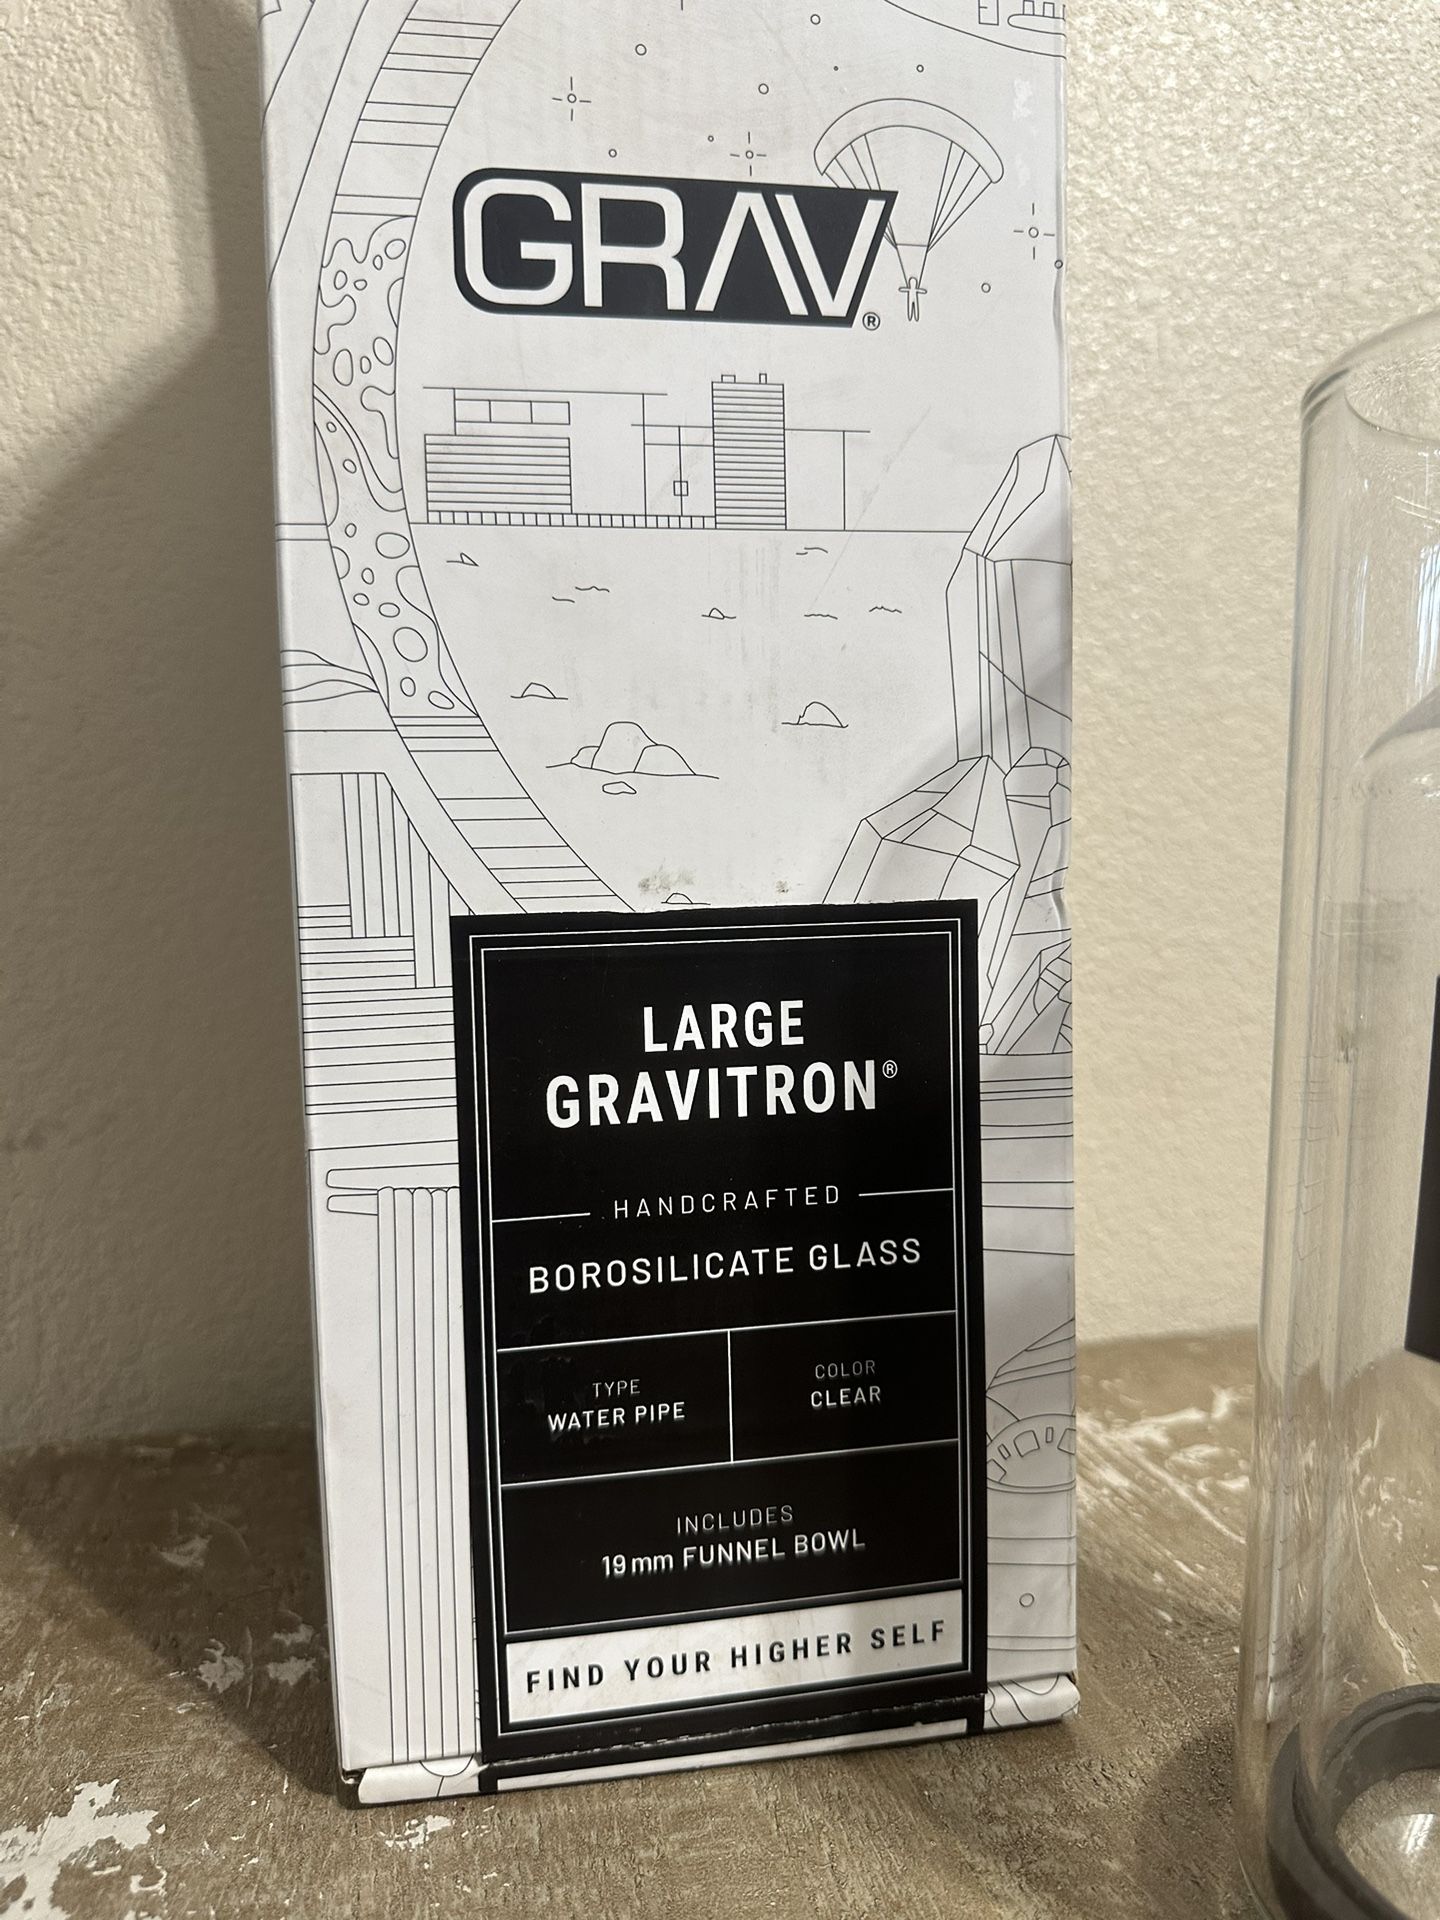 GRAV®
LARGE
GRAVITRON®
HANDCRAFTED
BOROSILICATE GLASS
TYPE
WATER PIPE
COLOR
CLEAR
INCLUDES
19mm FUNNEL BOWL
FIND YOUR HIGHER SELF